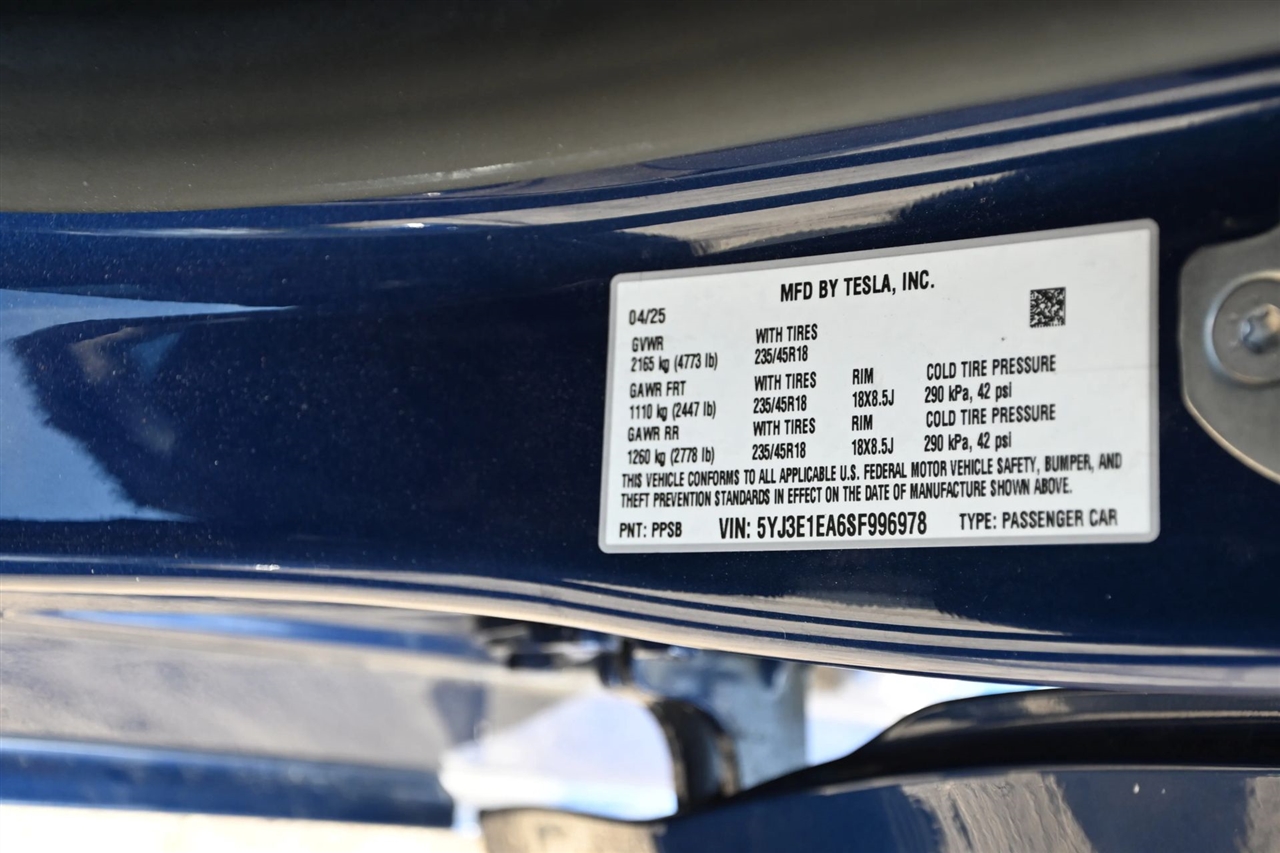 MFD BY TESLA, INC.
04/25
GVWR WITH TIRES
2165 kg (4773 lb) 235/45R18
GAWR FRT WITH TIRES RIM COLD TIRE PRESSURE
1110 kg (2447 lb) 235/45R18 18X8.5J 290 kPa, 42 psi
GAWR RR WITH TIRES RIM COLD TIRE PRESSURE
1260 kg (2778 lb) 235/45R18 18X8.5J 290 kPa, 42 psi
THIS VEHICLE CONFORMS TO ALL APPLICABLE U.S. FEDERAL MOTOR VEHICLE SAFETY, BUMPER, AND
THEFT PREVENTION STANDARDS IN EFFECT ON THE DATE OF MANUFACTURE SHOWN ABOVE.
PNT: PPSB VIN: 5YJ3E1EA6SF996978 TYPE: PASSENGER CAR